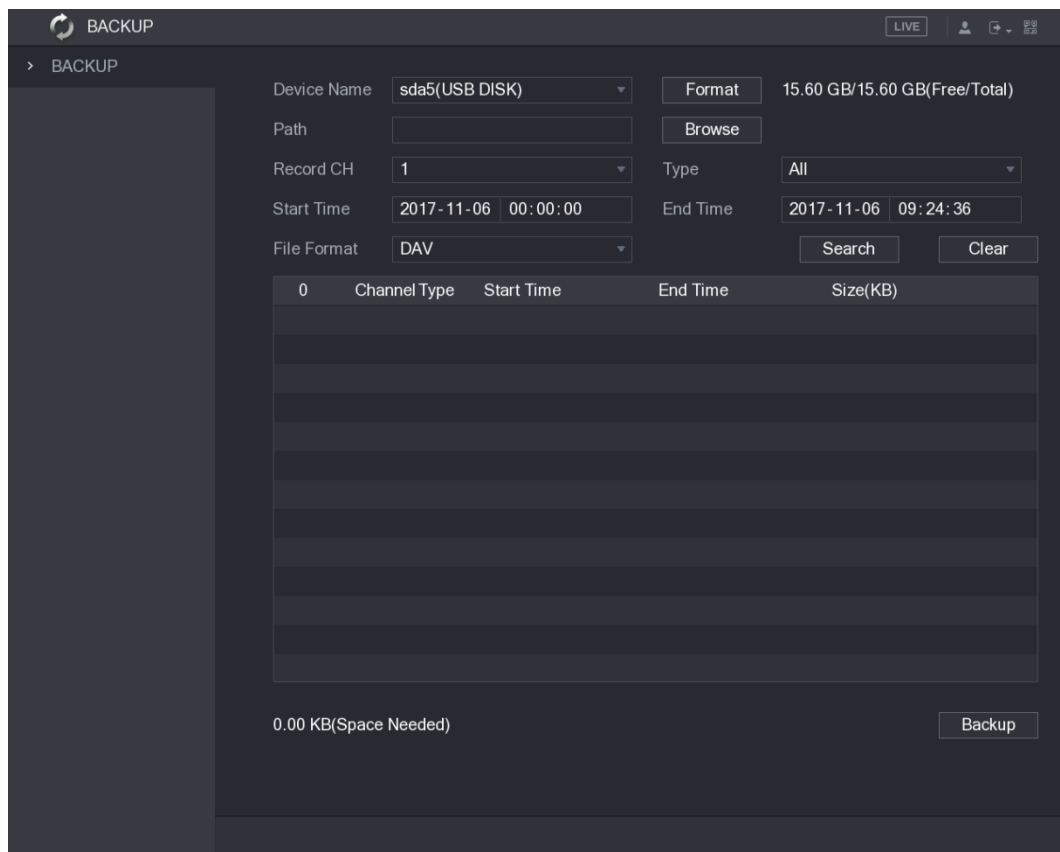 BACKUP LIVE
> BACKUP
Device Name sda5(USB DISK) Format 15.60 GB/15.60 GB(Free/Total)
Path Browse
Record CH 1 Type All
Start Time 2017-11-06 00:00:00 End Time 2017-11-06 09:24:36
File Format DAV Search Clear
0 Channel Type Start Time End Time Size(KB)
0.00 KB(Space Needed) Backup